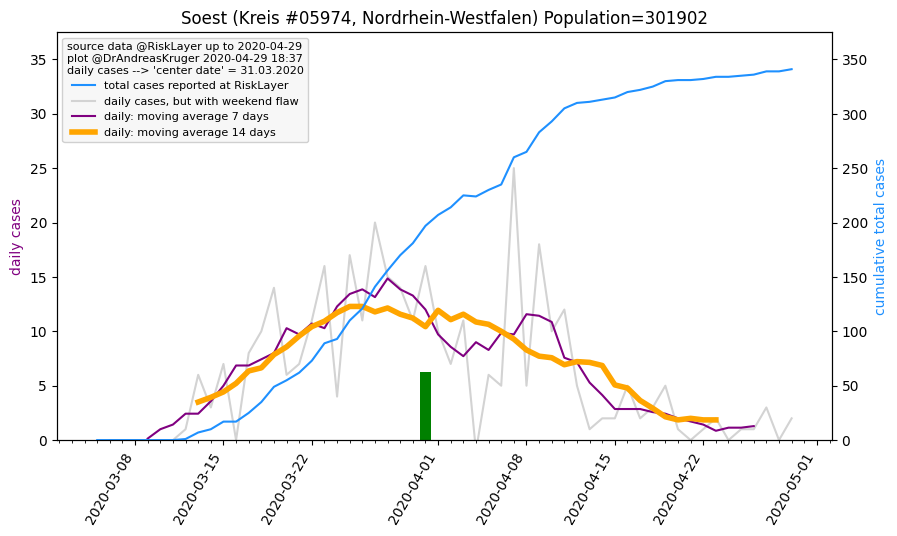 Soest (Kreis #05974, Nordrhein-Westfalen) Population=301902
source data @RiskLayer up to 2020-04-29
plot @DrAndreasKruger 2020-04-29 18:37
daily cases --> 'center date' = 31.03.2020
total cases reported at RiskLayer
daily cases, but with weekend flaw
daily: moving average 7 days
daily: moving average 14 days
daily cases
35
30
25
20
15
10
5
0
350
300
250
200
150
100
50
0
cumulative total cases
2020-03-08
2020-03-15
2020-03-22
2020-04-01
2020-04-08
2020-04-15
2020-04-22
2020-05-01